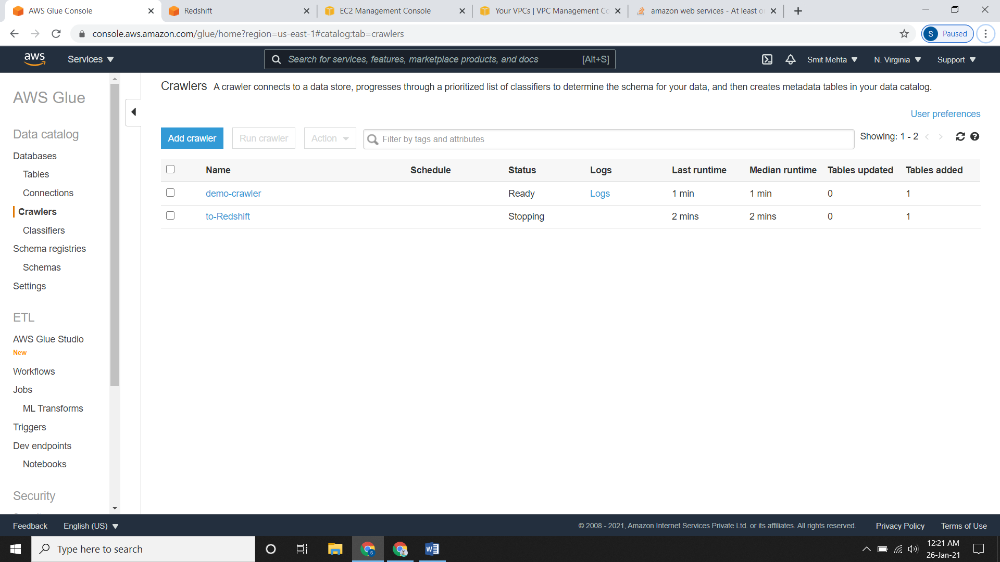 AWS Glue Console
Redshift
EC2 Management Console
Your VPCs | VPC Management Co
amazon web services - At least o
console.aws.amazon.com/glue/home?region=us-east-1#catalog:tab=crawlers
S Paused
aws
Services
Search for services, features, marketplace products, and docs [Alt+S]
Smit Mehta
N. Virginia
Support
AWS Glue
Data catalog
Databases
Tables
Connections
Crawlers
Classifiers
Schema registries
Schemas
Settings
ETL
AWS Glue Studio
New
Workflows
Jobs
ML Transforms
Triggers
Dev endpoints
Notebooks
Security
Crawlers A crawler connects to a data store, progresses through a prioritized list of classifiers to determine the schema for your data, and then creates metadata tables in your data catalog.
User preferences
Add crawler Run crawler Action Filter by tags and attributes Showing: 1 - 2
Name Schedule Status Logs Last runtime Median runtime Tables updated Tables added
demo-crawler Ready Logs 1 min 1 min 0 1
to-Redshift Stopping 2 mins 2 mins 0 1
Feedback English (US) © 2008 - 2021, Amazon Internet Services Private Ltd. or its affiliates. All rights reserved. Privacy Policy Terms of Use
Type here to search
12:21 AM
26-Jan-21